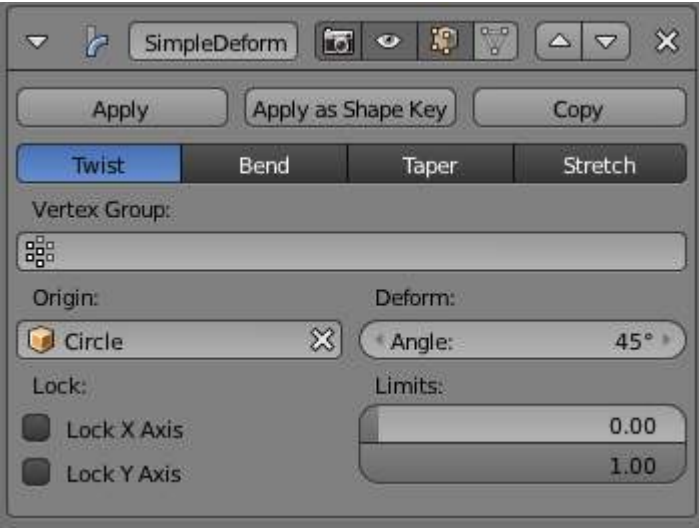 SimpleDeform
Apply Apply as Shape Key Copy
Twist Bend Taper Stretch
Vertex Group:
Origin: Deform:
Circle Angle: 45°
Lock: Limits:
Lock X Axis 0.00
Lock Y Axis 1.00